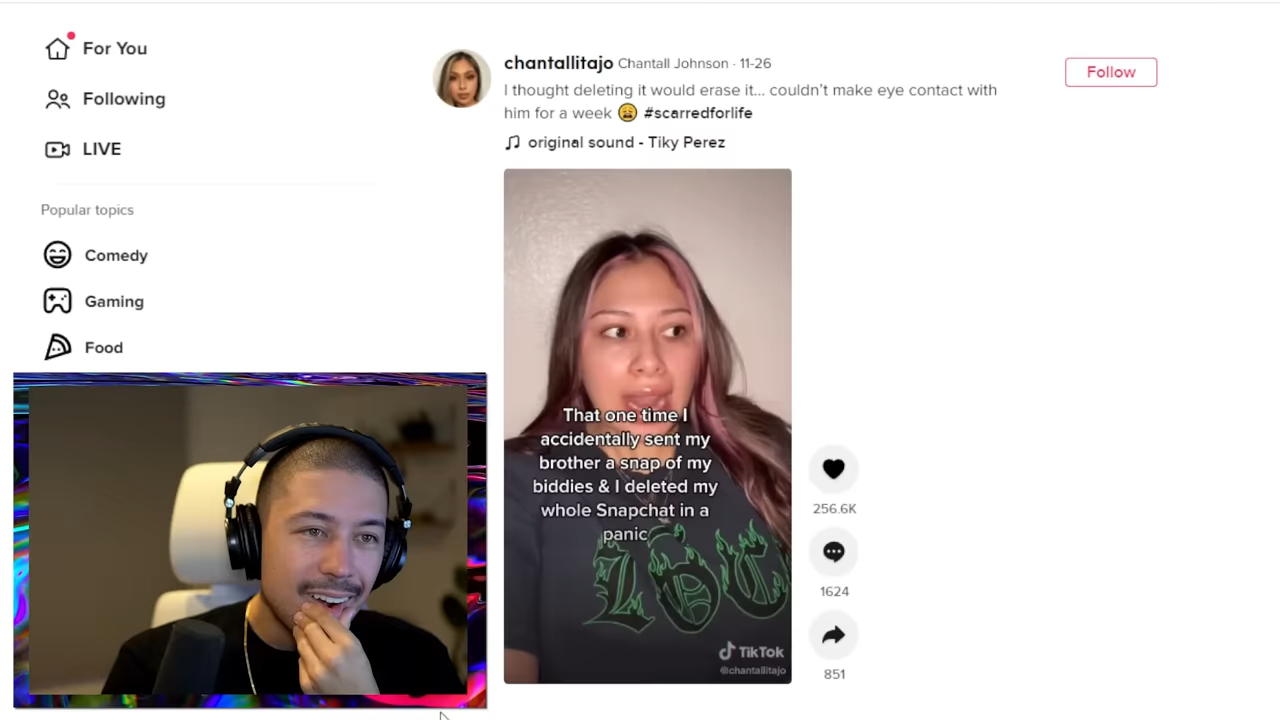 For You
Following
LIVE
Popular topics
Comedy
Gaming
Food
chantallitajo Chantall Johnson · 11-26
Follow
I thought deleting it would erase it... couldn't make eye contact with
him for a week 😩 #scarredforlife
original sound - Tiky Perez
That one time I
accidentally sent my
brother a snap of my
biddies & I deleted my
whole Snapchat in a
panic
LOC
TikTok
@chantallitajo
256.6K
1624
851